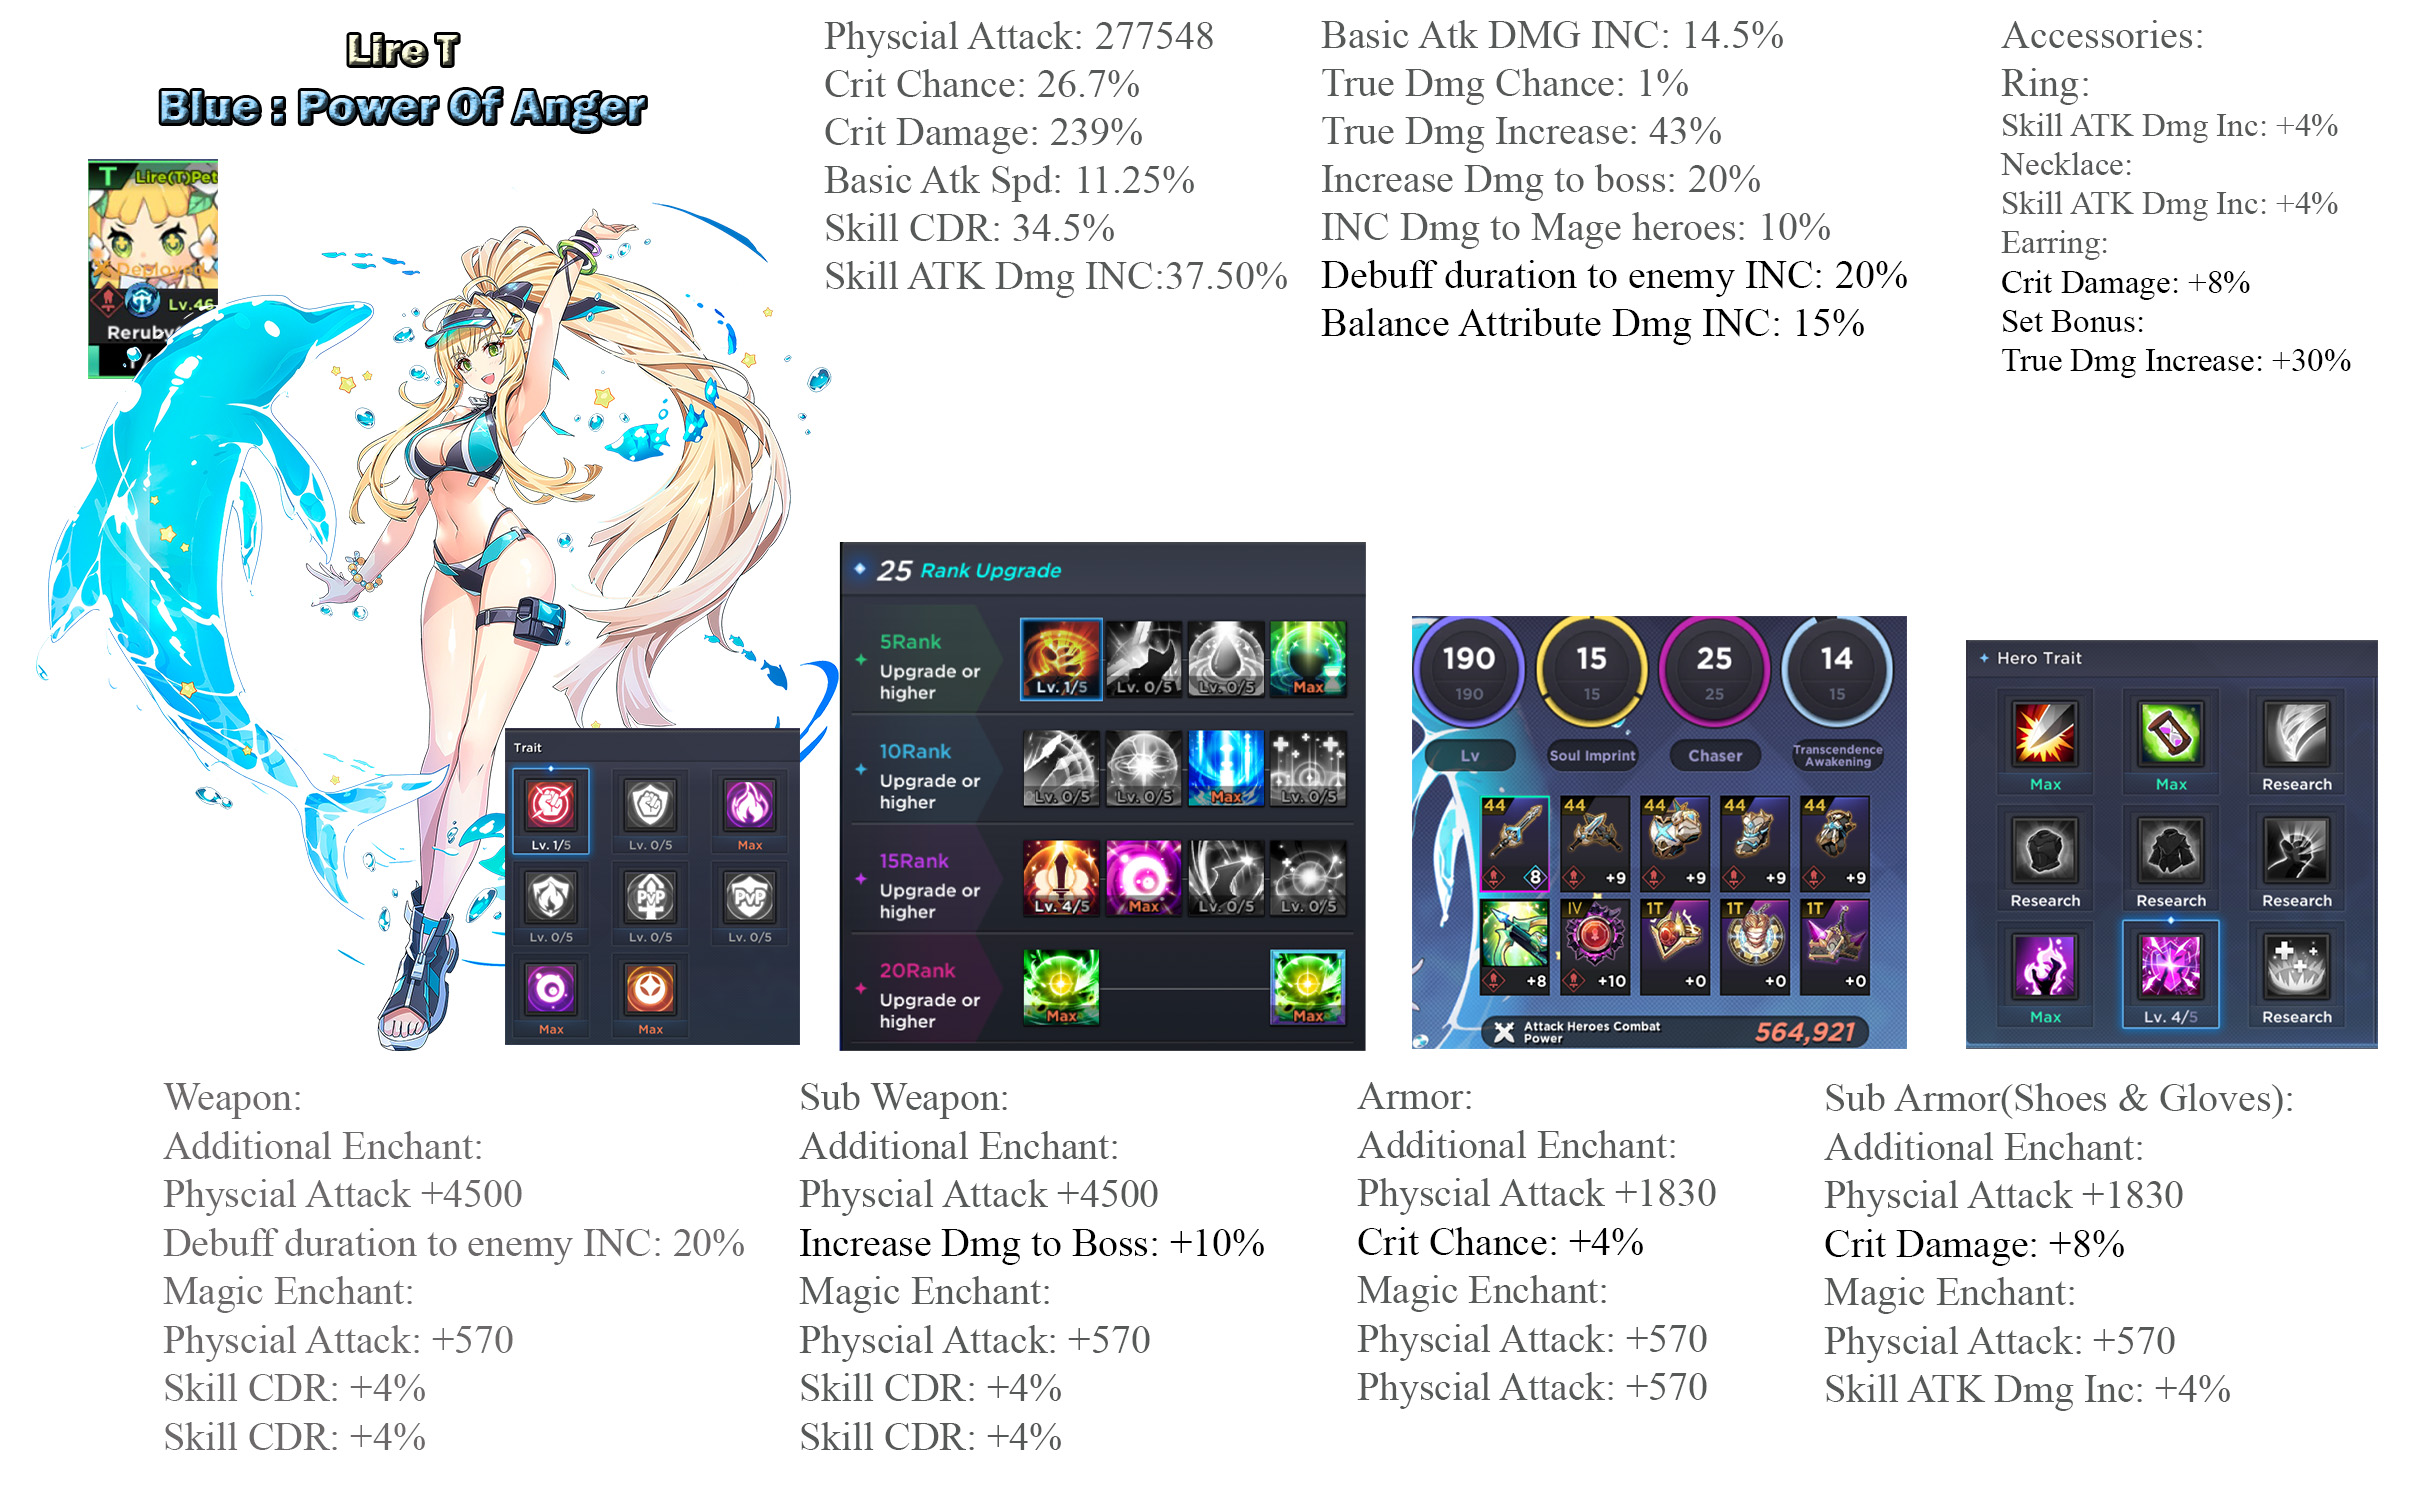 Lire T
Blue : Power Of Anger
T Lire(T)Pet
Deployed
Lv.46
Reruby
Physcial Attack: 277548
Crit Chance: 26.7%
Crit Damage: 239%
Basic Atk Spd: 11.25%
Skill CDR: 34.5%
Skill ATK Dmg INC:37.50%
Basic Atk DMG INC: 14.5%
True Dmg Chance: 1%
True Dmg Increase: 43%
Increase Dmg to boss: 20%
INC Dmg to Mage heroes: 10%
Debuff duration to enemy INC: 20%
Balance Attribute Dmg INC: 15%
Accessories:
Ring:
Skill ATK Dmg Inc: +4%
Necklace:
Skill ATK Dmg Inc: +4%
Earring:
Crit Damage: +8%
Set Bonus:
True Dmg Increase: +30%
Trait
Lv. 1/5 Lv. 0/5 Max
Lv. 0/5 Lv. 0/5 Lv. 0/5
PvP PvP
Max Max
25 Rank Upgrade
5Rank
Upgrade or
higher
Lv. 1/5 Lv. 0/5 Lv. 0/5 Max
10Rank
Upgrade or
higher
Lv. 0/5 Lv. 0/5 Max Lv. 0/5
15Rank
Upgrade or
higher
Lv. 4/5 Max Lv. 0/5 Lv. 0/5
20Rank
Upgrade or
higher
Max Max
190 15 25 14
190 15 25 15
Lv Soul Imprint Chaser Transcendence
Awakening
44 44 44 44 44
8 +9 +9 +9 +9
IV 1T 1T 1T
+8 +10 +0 +0 +0
Attack Heroes Combat
Power
564,921
Hero Trait
Max Max Research
Research Research Research
Max Lv. 4/5 Research
Weapon:
Additional Enchant:
Physcial Attack +4500
Debuff duration to enemy INC: 20%
Magic Enchant:
Physcial Attack: +570
Skill CDR: +4%
Skill CDR: +4%
Sub Weapon:
Additional Enchant:
Physcial Attack +4500
Increase Dmg to Boss: +10%
Magic Enchant:
Physcial Attack: +570
Skill CDR: +4%
Skill CDR: +4%
Armor:
Additional Enchant:
Physcial Attack +1830
Crit Chance: +4%
Magic Enchant:
Physcial Attack: +570
Physcial Attack: +570
Sub Armor(Shoes & Gloves):
Additional Enchant:
Physcial Attack +1830
Crit Damage: +8%
Magic Enchant:
Physcial Attack: +570
Skill ATK Dmg Inc: +4%